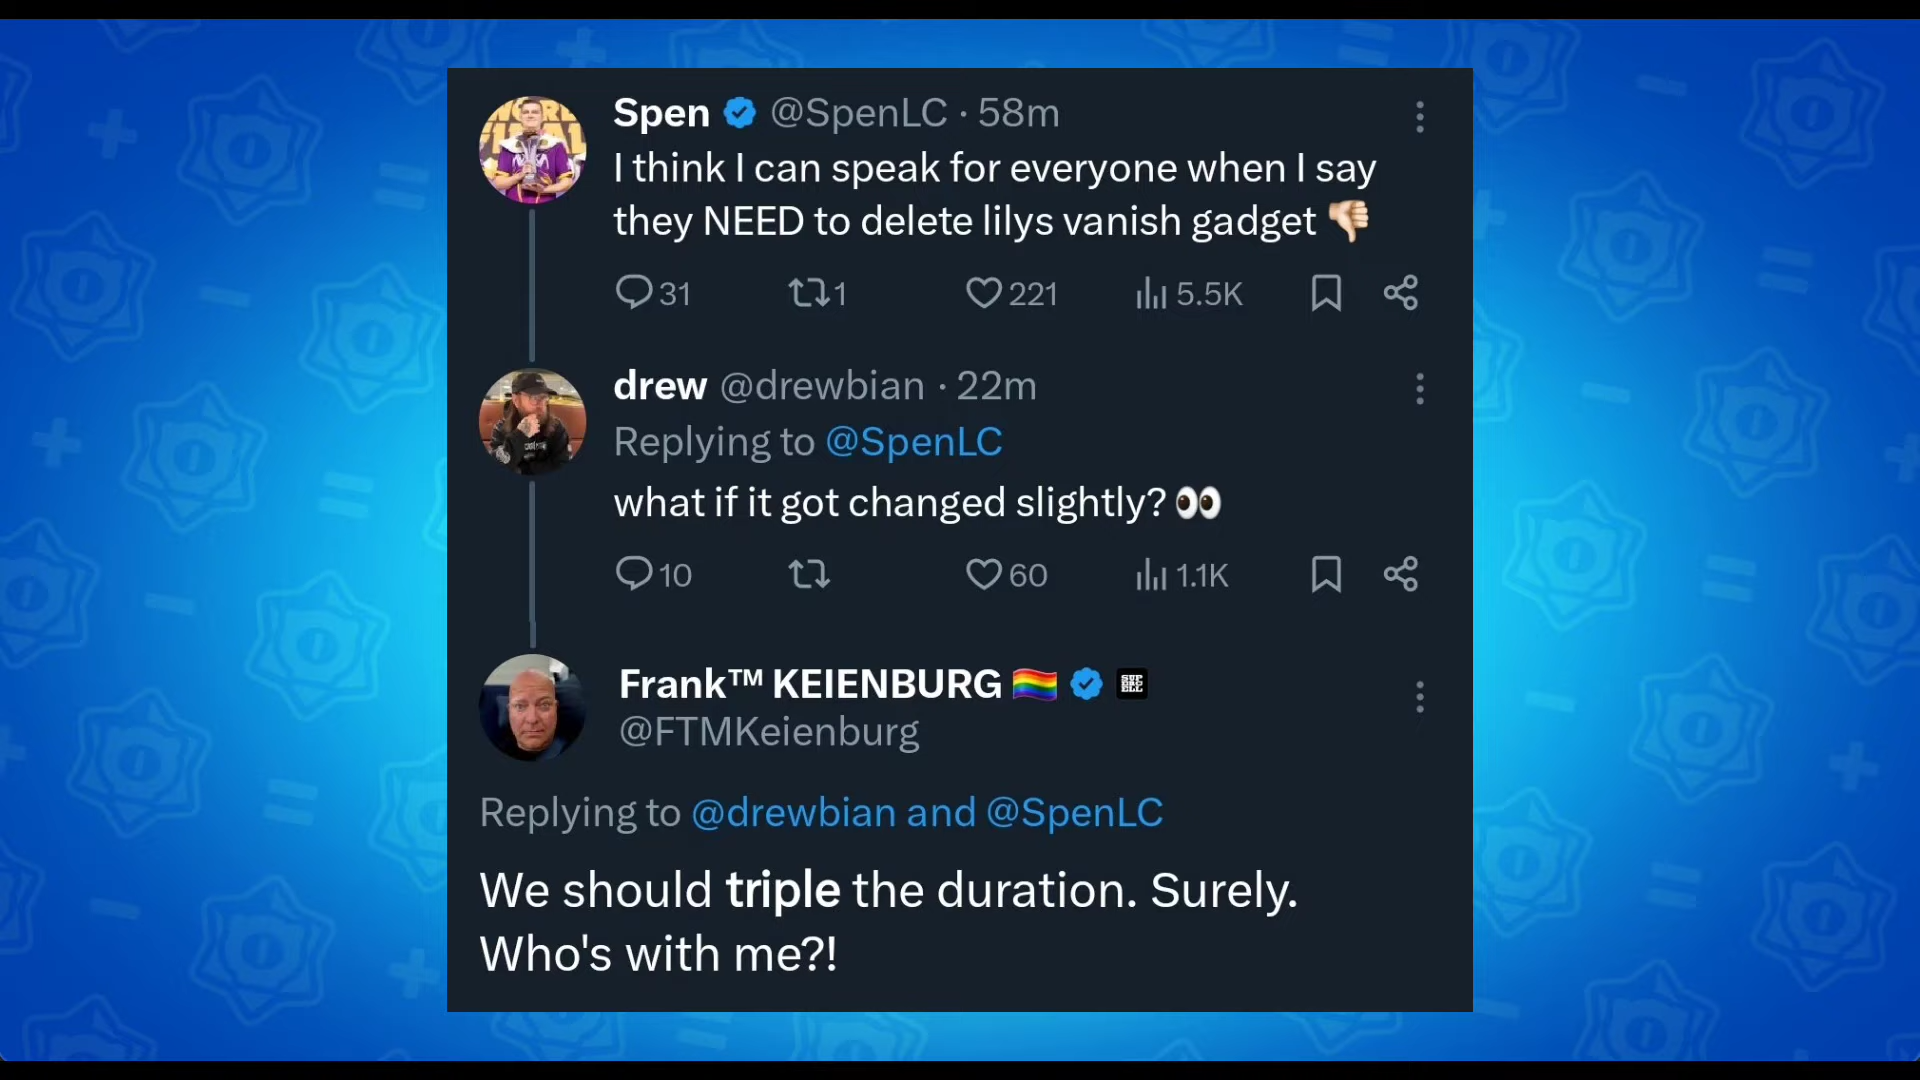 Spen @SpenLC · 58m
I think I can speak for everyone when I say
they NEED to delete lilys vanish gadget 👎🏻
31 1 221 5.5K
drew @drewbian · 22m
Replying to @SpenLC
what if it got changed slightly? 👀
10 60 1.1K
Frank™ KEIENBURG 🏳️‍🌈 SUPERCELL
@FTMKeienburg
Replying to @drewbian and @SpenLC
We should triple the duration. Surely.
Who's with me?!